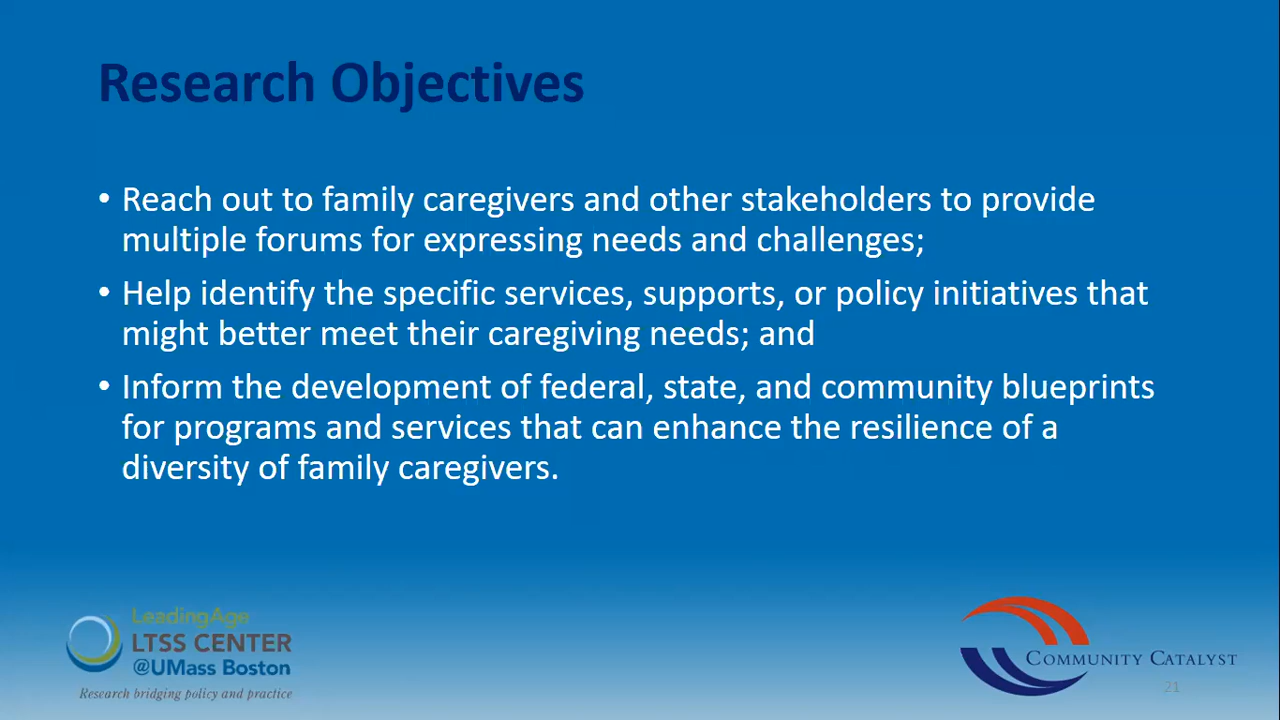 Research Objectives
• Reach out to family caregivers and other stakeholders to provide
multiple forums for expressing needs and challenges;
• Help identify the specific services, supports, or policy initiatives that
might better meet their caregiving needs; and
• Inform the development of federal, state, and community blueprints
for programs and services that can enhance the resilience of a
diversity of family caregivers.
LeadingAge
LTSS CENTER
@UMass Boston
Research bridging policy and practice
COMMUNITY CATALYST
21